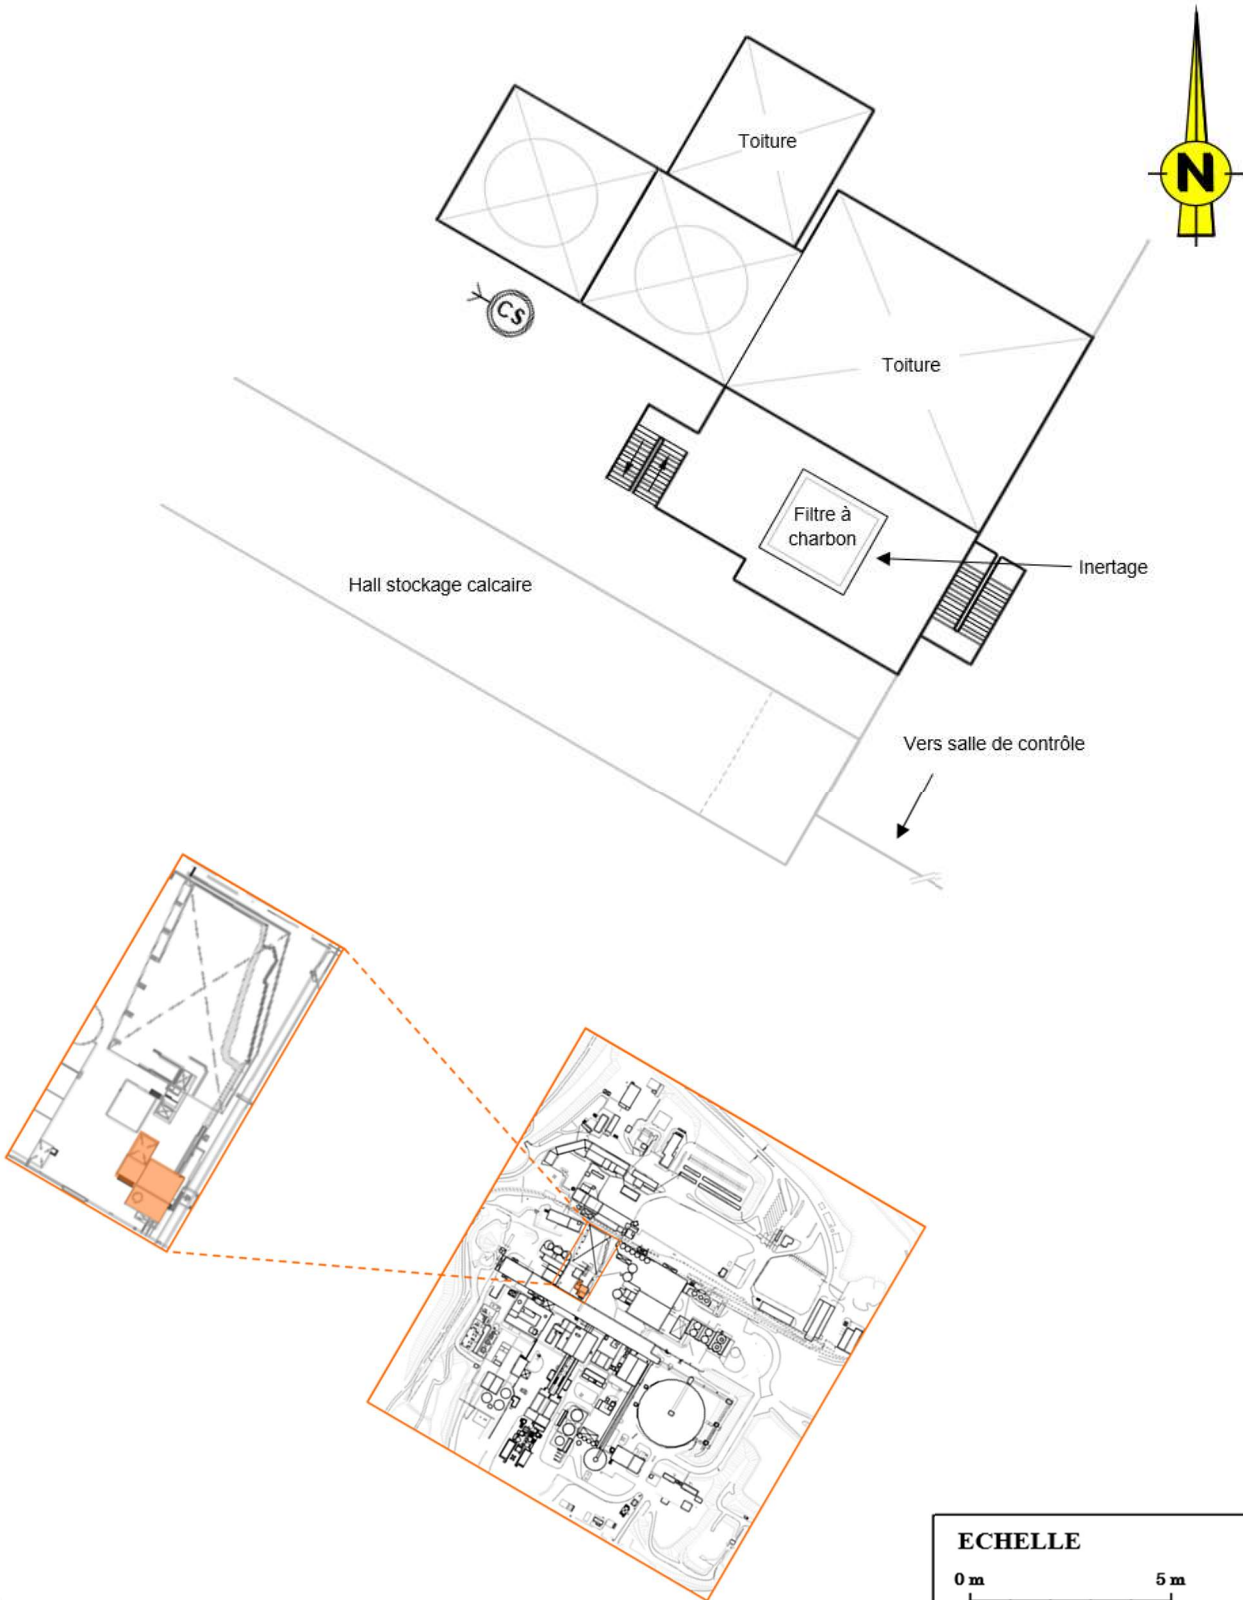 N
Toiture
CS
Toiture
Filtre à
charbon
Inertage
Hall stockage calcaire
Vers salle de contrôle
ECHELLE
0 m 5 m